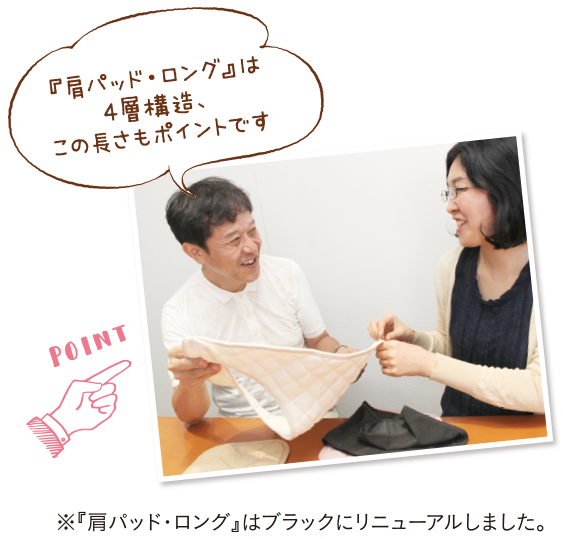 『肩パッド・ロング』は
4層構造、
この長さもポイントです
POINT
※『肩パッド・ロング』はブラックにリニューアルしました。